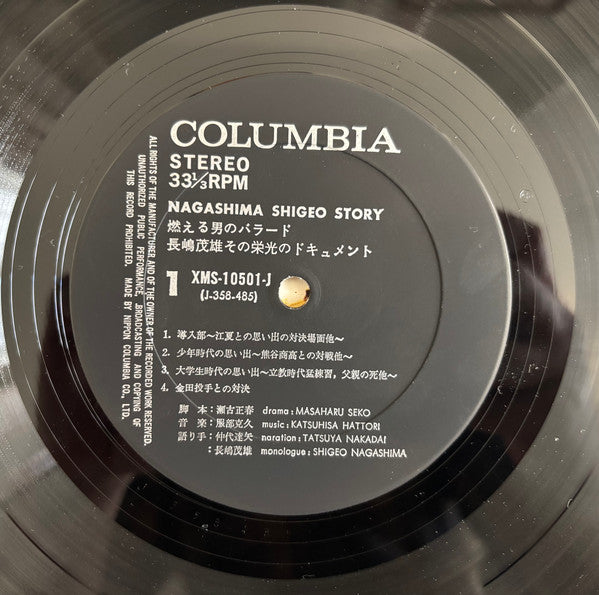 COLUMBIA
STEREO
33⅓RPM
NAGASHIMA SHIGEO STORY
燃える男のバラード
長嶋茂雄その栄光のドキュメント
1 XMS-10501-J
(J-358-485)
1. 導入部〜江夏との思い出の対決場面他〜
2. 少年時代の思い出〜熊谷商高との対戦他〜
3. 大学生時代の思い出〜立教時代猛練習,父親の死他〜
4. 金田投手との対決
脚本:瀬古正春 drama:MASAHARU SEKO
音楽:服部克久 music:KATSUHISA HATTORI
語り手:仲代達矢 naration:TATSUYA NAKADAI
:長嶋茂雄 monologue:SHIGEO NAGASHIMA
ALL RIGHTS OF THE MANUFACTURER AND OF THE OWNER OF THE RECORDED WORK RESERVED.
UNAUTHORIZED PUBLIC PERFORMANCE, BROADCASTING AND COPYING OF
THIS RECORD PROHIBITED. MADE BY NIPPON COLUMBIA CO., LTD.